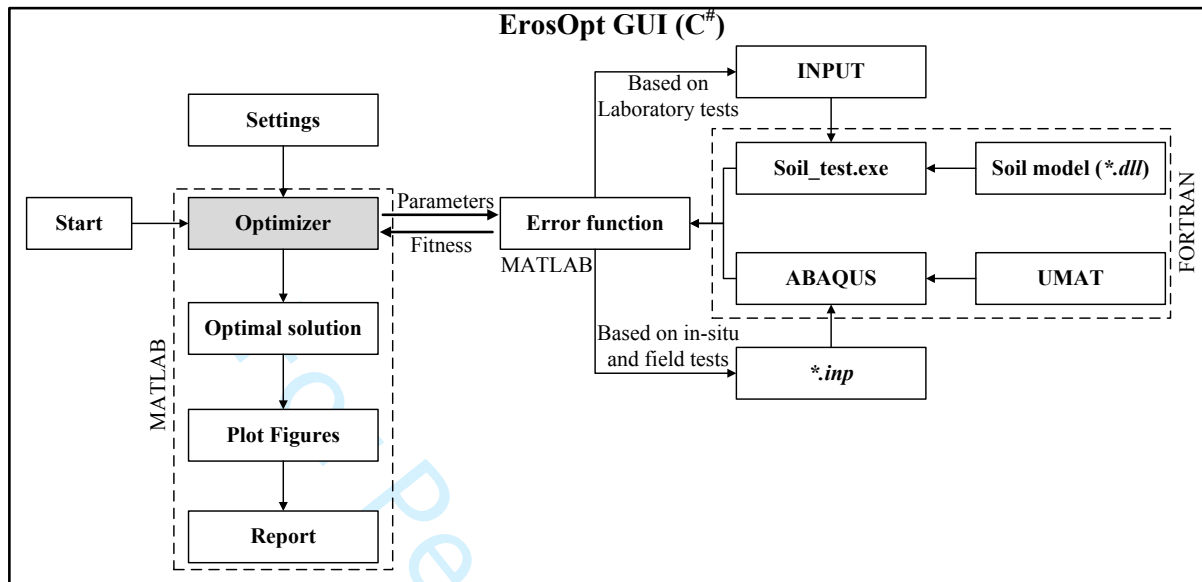 ErosOpt GUI (C#)
Settings
Start
Optimizer
Optimal solution
Plot Figures
Report
MATLAB
Parameters
Fitness
Error function
MATLAB
Based on
Laboratory tests
INPUT
Soil_test.exe
Soil model (*.dll)
ABAQUS
UMAT
FORTRAN
Based on in-situ
and field tests
*.inp